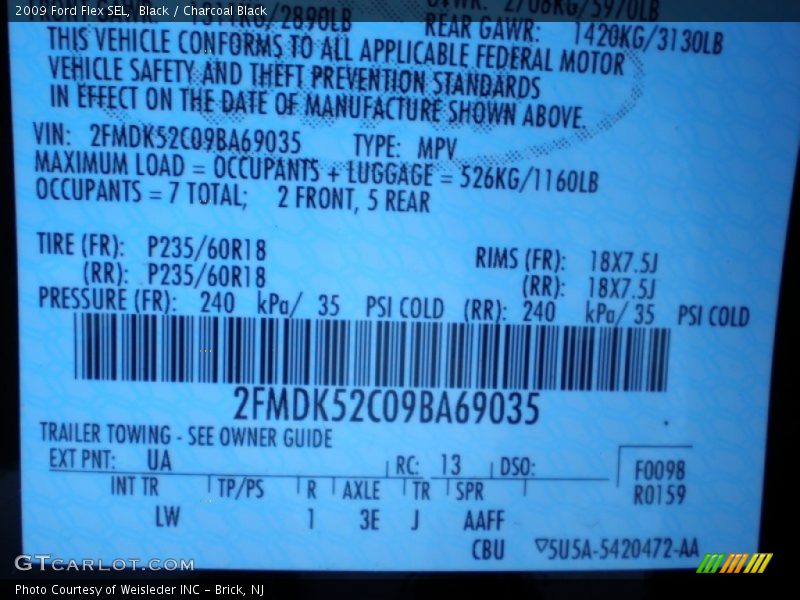 2009 Ford Flex SEL, Black / Charcoal Black
2890LB
REAR GAWR: 1420KG/3130LB
THIS VEHICLE CONFORMS TO ALL APPLICABLE FEDERAL MOTOR
VEHICLE SAFETY AND THEFT PREVENTION STANDARDS
IN EFFECT ON THE DATE OF MANUFACTURE SHOWN ABOVE.
VIN: 2FMDK52C09BA69035 TYPE: MPV
MAXIMUM LOAD = OCCUPANTS + LUGGAGE = 526KG/1160LB
OCCUPANTS = 7 TOTAL; 2 FRONT, 5 REAR
TIRE (FR): P235/60R18 RIMS (FR): 18X7.5J
(RR): P235/60R18 (RR): 18X7.5J
PRESSURE (FR): 240 kPa/ 35 PSI COLD (RR): 240 kPa/ 35 PSI COLD
2FMDK52C09BA69035
TRAILER TOWING - SEE OWNER GUIDE
EXT PNT: UA RC: 13 DSO: F0098
INT TR TP/PS R AXLE TR SPR R0159
LW 1 3E J AAFF
CBU ▽5U5A-5420472-AA
GTCARLOT.COM
Photo Courtesy of Weisleder INC - Brick, NJ